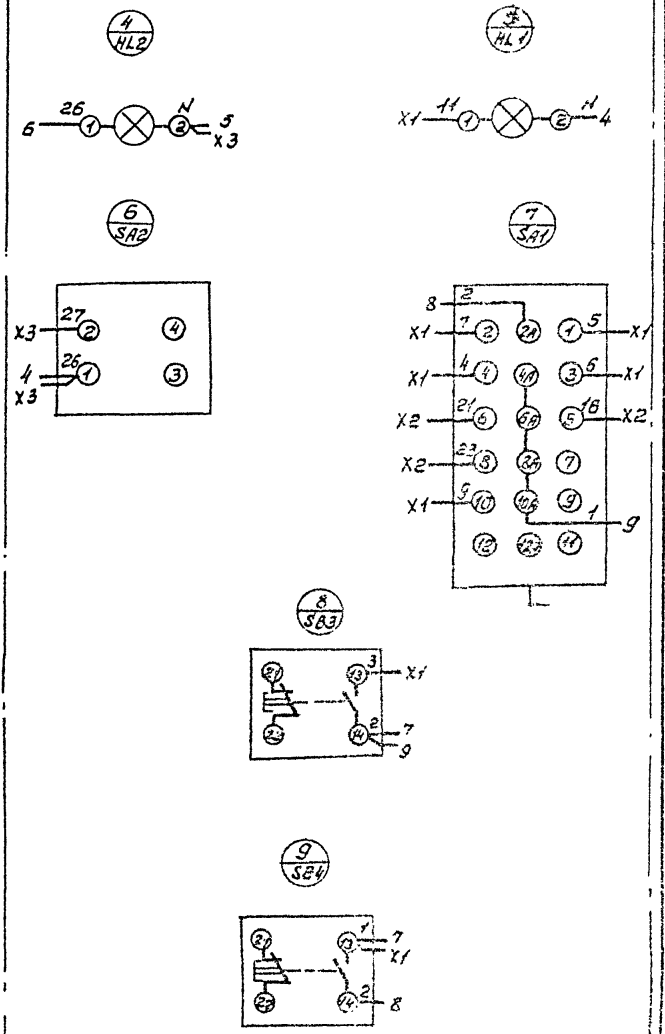 4
HL2
HL1
26 N
6 1 2 5
X3
11 N
X1 1 2 4
6
SA2
7
SA1
27
X3 2 4
26
4 1 3
X3
2
8
1 5
X1 2 2A 1 X1
4 6
X1 4 4A 3 X1
21 16
X2 6 6A 5 X2
23
X2 8 8A 7
9
X1 10 10A 9
1
9
12 12A 11
8
SB3
3
21 13 X1
2
22 14 7
9
9
1
21 13 7
X1
2
22 14 8